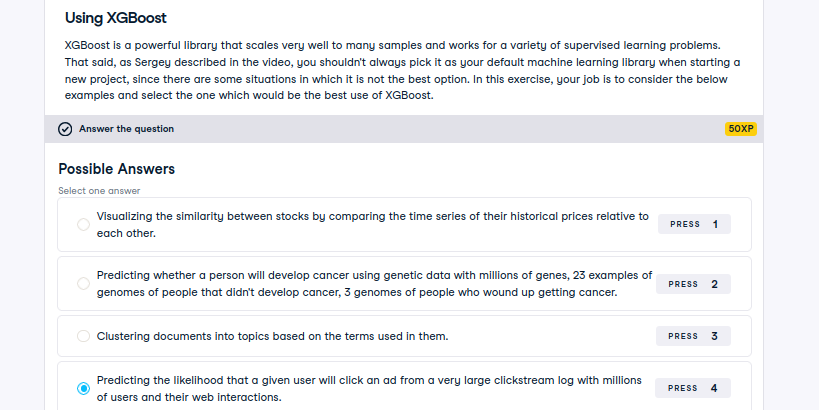 Using XGBoost
XGBoost is a powerful library that scales very well to many samples and works for a variety of supervised learning problems.
That said, as Sergey described in the video, you shouldn't always pick it as your default machine learning library when starting a
new project, since there are some situations in which it is not the best option. In this exercise, your job is to consider the below
examples and select the one which would be the best use of XGBoost.
Answer the question
50XP
Possible Answers
Select one answer
Visualizing the similarity between stocks by comparing the time series of their historical prices relative to
each other.
PRESS 1
Predicting whether a person will develop cancer using genetic data with millions of genes, 23 examples of
genomes of people that didn't develop cancer, 3 genomes of people who wound up getting cancer.
PRESS 2
Clustering documents into topics based on the terms used in them.
PRESS 3
Predicting the likelihood that a given user will click an ad from a very large clickstream log with millions
of users and their web interactions.
PRESS 4